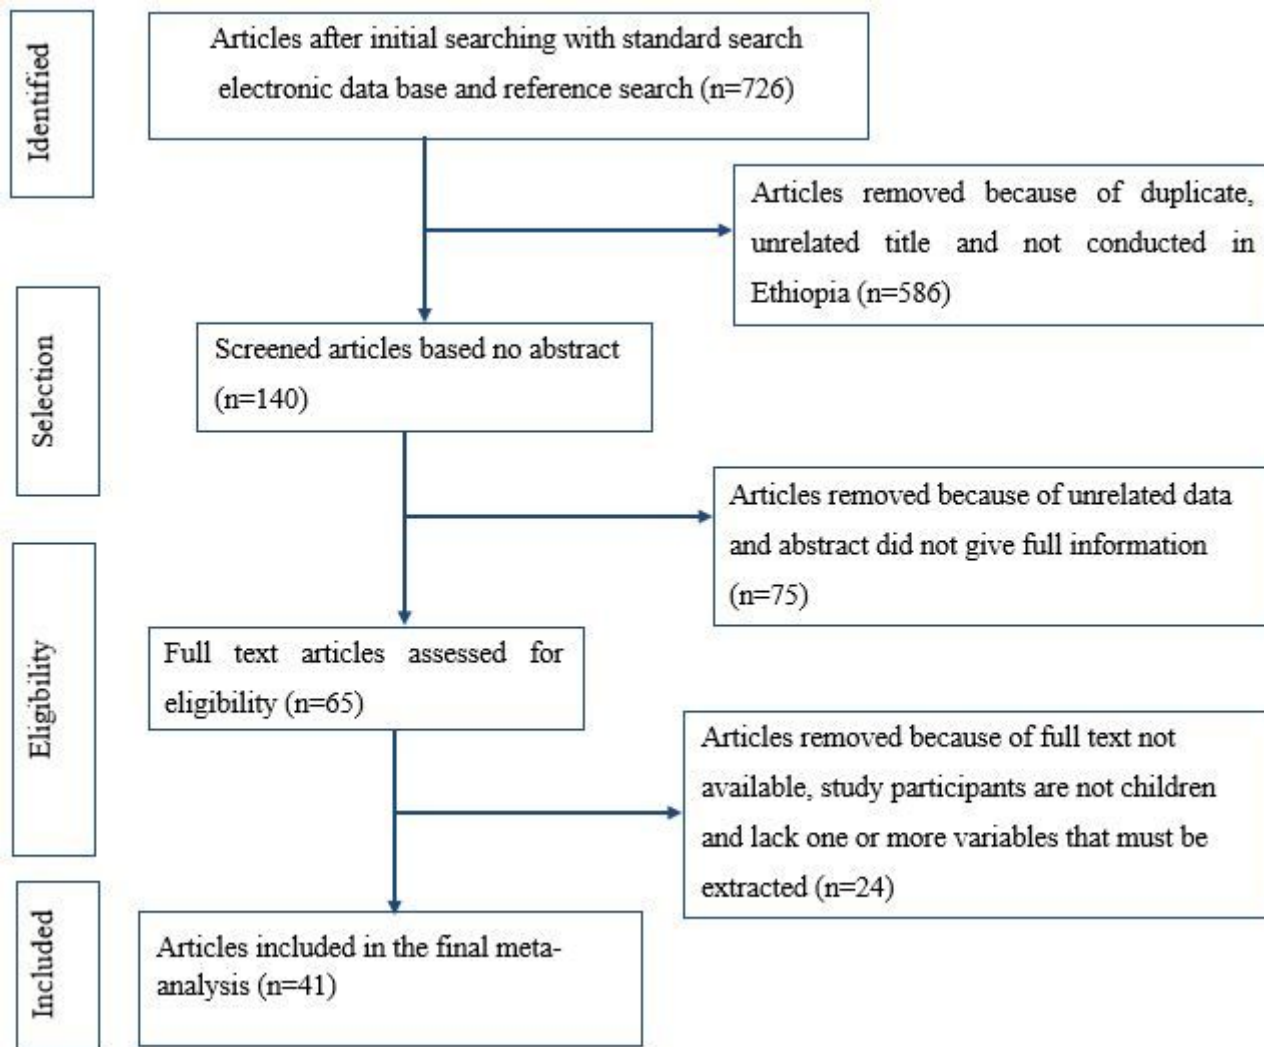 Identified
Articles after initial searching with standard search
electronic data base and reference search (n=726)
Articles removed because of duplicate,
unrelated title and not conducted in
Ethiopia (n=586)
Selection
Screened articles based no abstract
(n=140)
Articles removed because of unrelated data
and abstract did not give full information
(n=75)
Eligibility
Full text articles assessed for
eligibility (n=65)
Articles removed because of full text not
available, study participants are not children
and lack one or more variables that must be
extracted (n=24)
Included
Articles included in the final meta-
analysis (n=41)